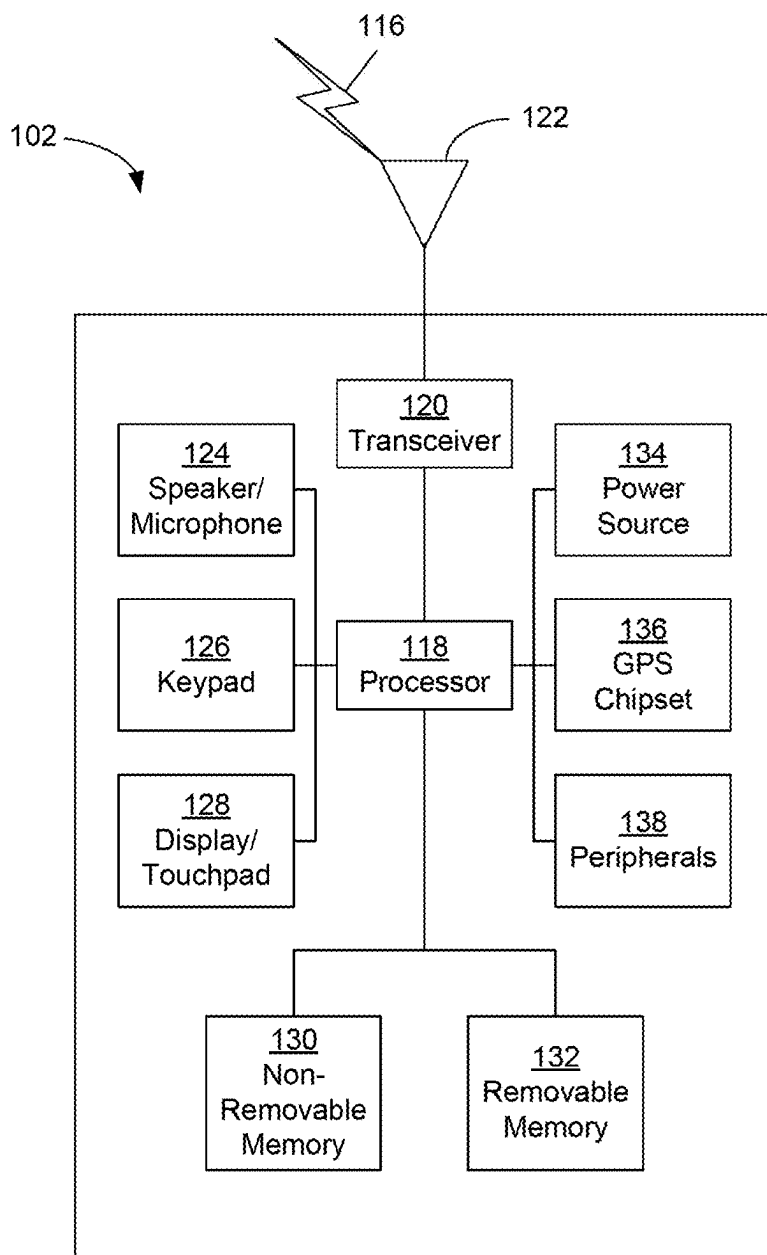 116
102
122
120
Transceiver
124
Speaker/
Microphone
134
Power
Source
126
Keypad
118
Processor
136
GPS
Chipset
128
Display/
Touchpad
138
Peripherals
130
Non-
Removable
Memory
132
Removable
Memory